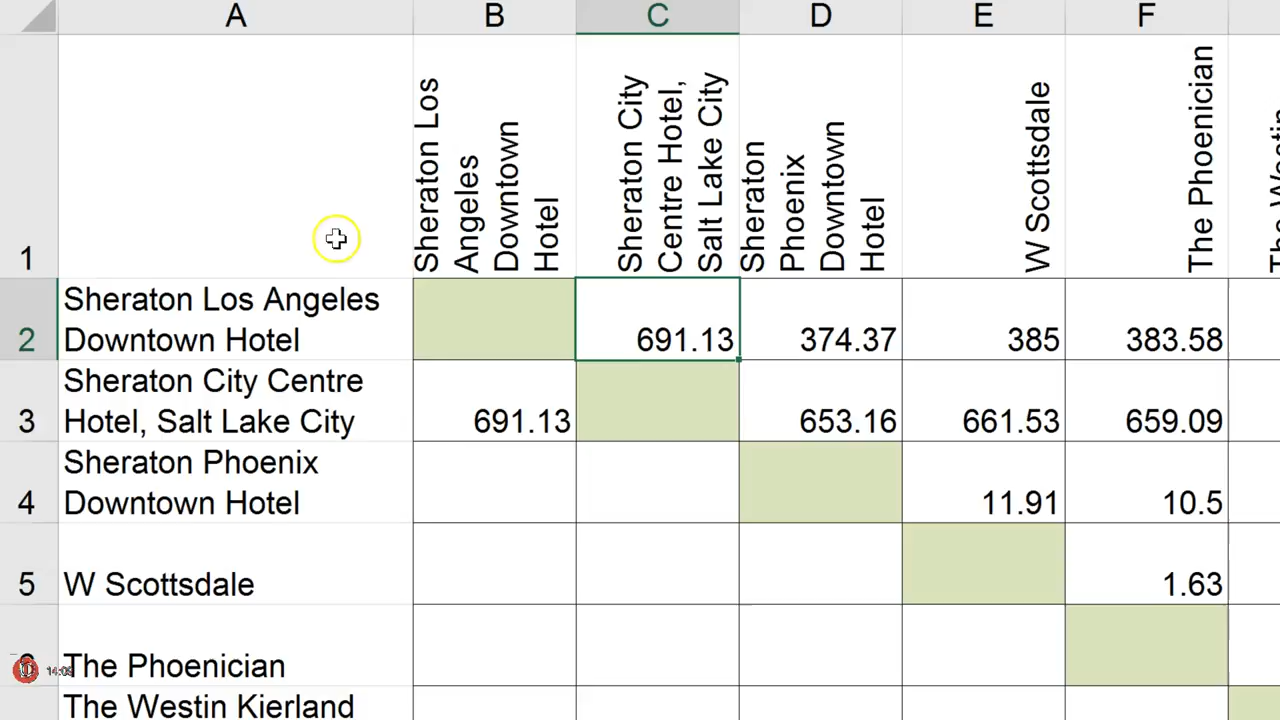 A B C D E F
Sheraton Los
Angeles
Downtown
Hotel
Sheraton City
Centre Hotel,
Salt Lake City
Sheraton
Phoenix
Downtown
Hotel
W Scottsdale
The Phoenician
The Westin
1
Sheraton Los Angeles
2 Downtown Hotel 691.13 374.37 385 383.58
Sheraton City Centre
3 Hotel, Salt Lake City 691.13 653.16 661.53 659.09
Sheraton Phoenix
4 Downtown Hotel 11.91 10.5
5 W Scottsdale 1.63
The Phoenician
The Westin Kierland